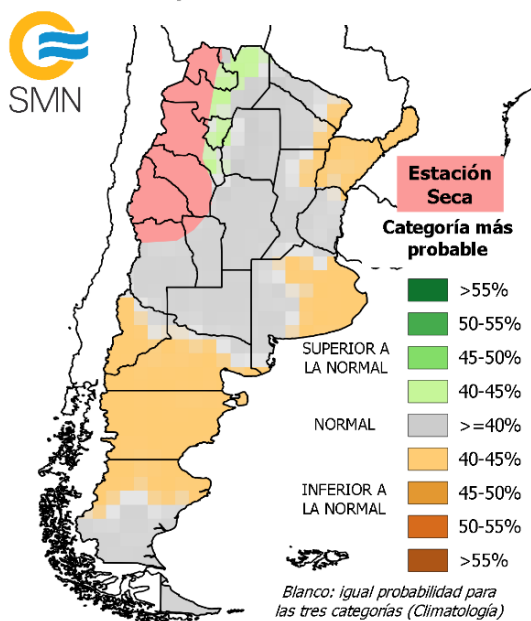 SMN
Estación
Seca
Categoría más
probable
>55%
50-55%
SUPERIOR A
LA NORMAL
45-50%
40-45%
NORMAL
>=40%
40-45%
INFERIOR A
LA NORMAL
45-50%
50-55%
>55%
Blanco: igual probabilidad para
las tres categorías (Climatología)